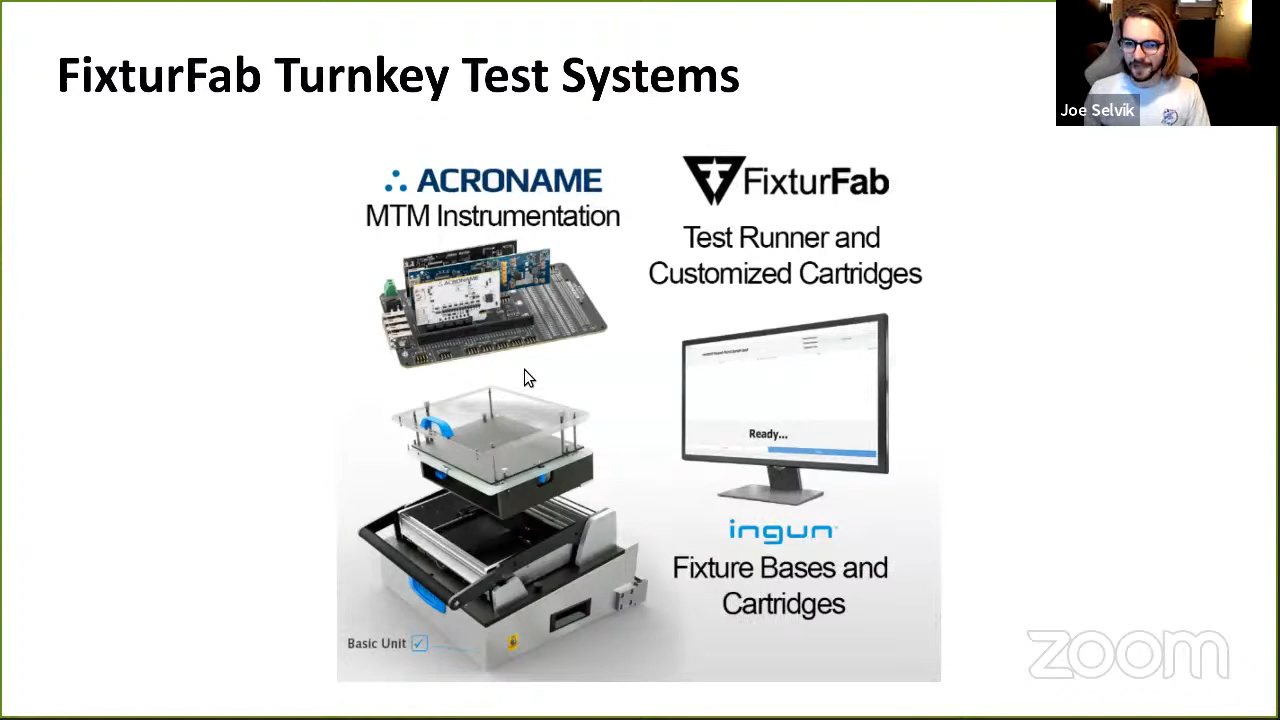 FixturFab Turnkey Test Systems
Joe Selvik
ACRONAME
MTM Instrumentation
FixturFab
Test Runner and
Customized Cartridges
ACRONAME
Ready...
ingun
Fixture Bases and
Cartridges
Basic Unit
zoom